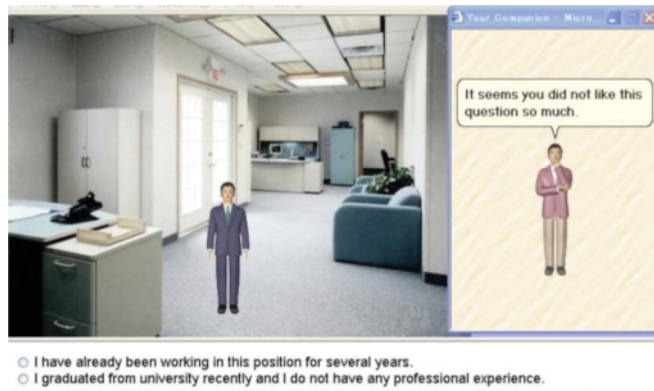 Your Companion - Micro...
It seems you did not like this
question so much.
I have already been working in this position for several years.
I graduated from university recently and I do not have any professional experience.